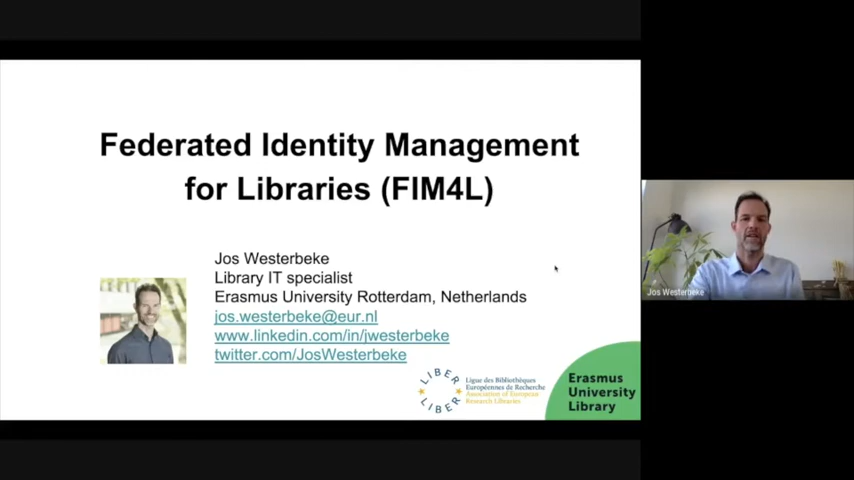 Federated Identity Management
for Libraries (FIM4L)
Jos Westerbeke
Library IT specialist
Erasmus University Rotterdam, Netherlands
jos.westerbeke@eur.nl
www.linkedin.com/in/jwesterbeke
twitter.com/JosWesterbeke
LIBER
LIBER
Ligue des Bibliothèques
Européennes de Recherche
Association of European
Research Libraries
Erasmus
University
Library
Jos Westerbeke